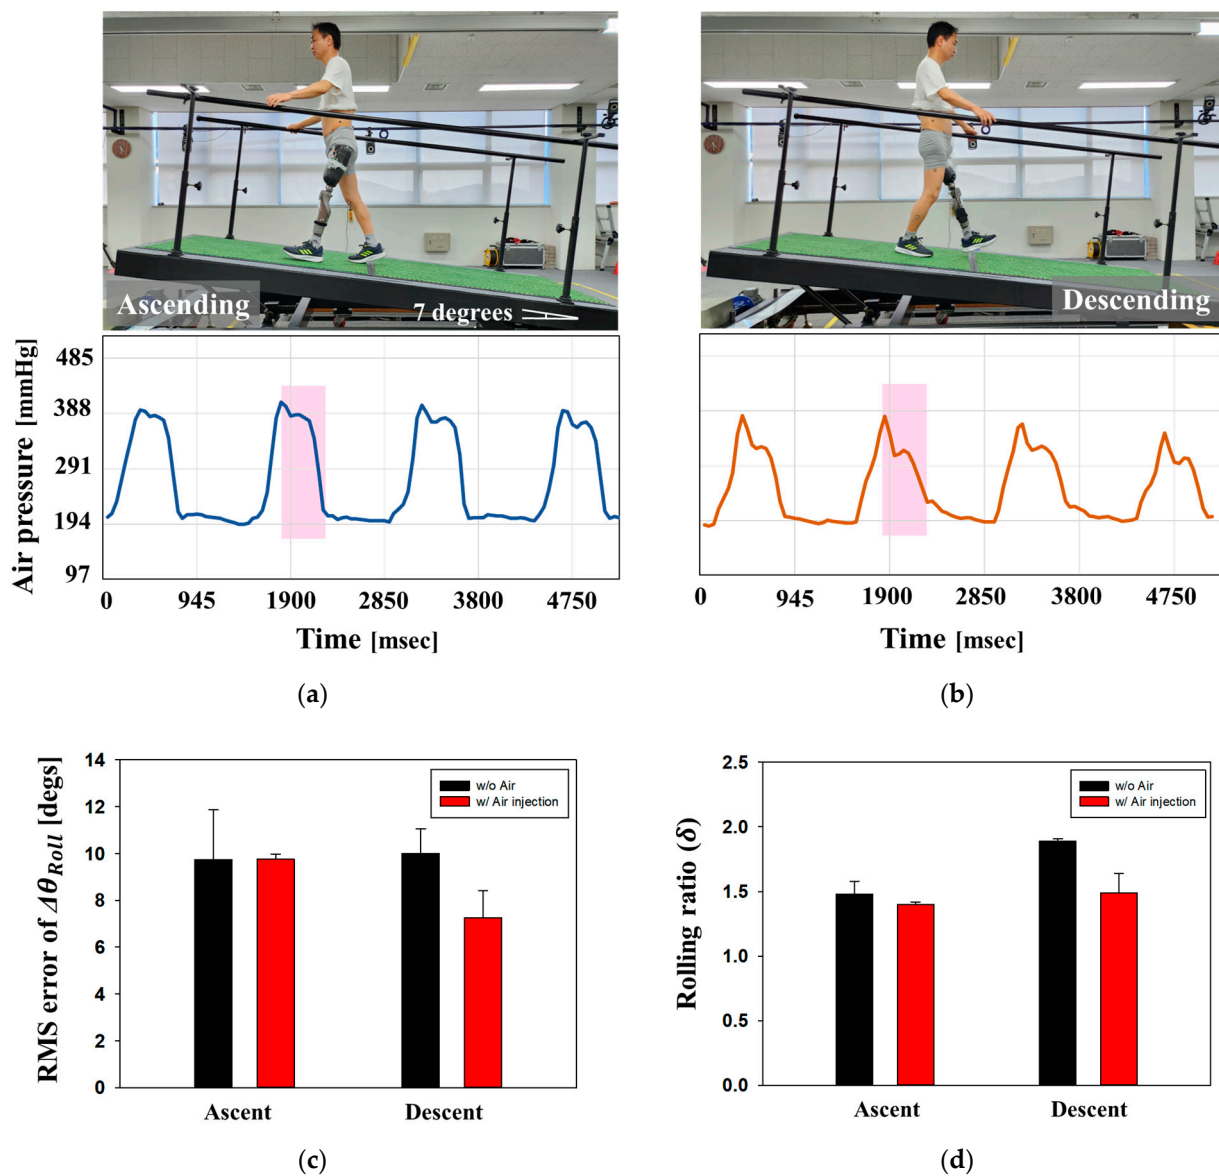 Ascending
7 degrees
Descending
Air pressure [mmHg]
485
388
291
194
97
0 945 1900 2850 3800 4750
Time [msec]
0 945 1900 2850 3800 4750
Time [msec]
(a)
(b)
RMS error of Δθ_Roll [degs]
14
12
10
8
6
4
2
0
w/o Air
w/ Air injection
Ascent Descent
Rolling ratio (δ)
2.5
2.0
1.5
1.0
0.5
0.0
w/o Air
w/ Air injection
Ascent Descent
(c)
(d)